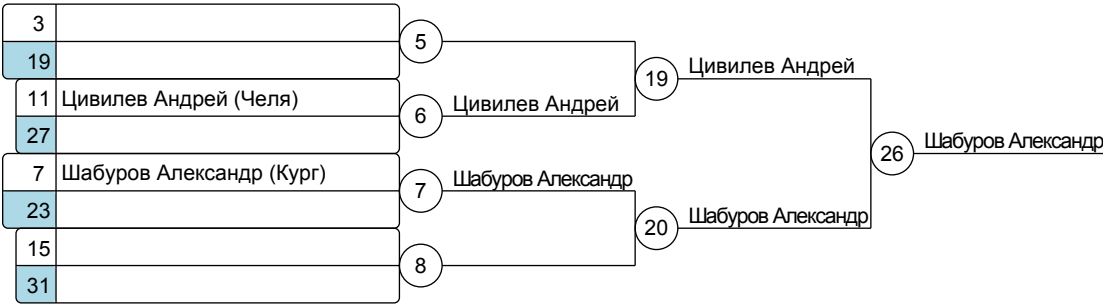 3
5
19
19 Цивилев Андрей
11 Цивилев Андрей (Челя)
6 Цивилев Андрей
27
26 Шабуров Александр
7 Шабуров Александр (Кург)
7 Шабуров Александр
23
20 Шабуров Александр
15
8
31